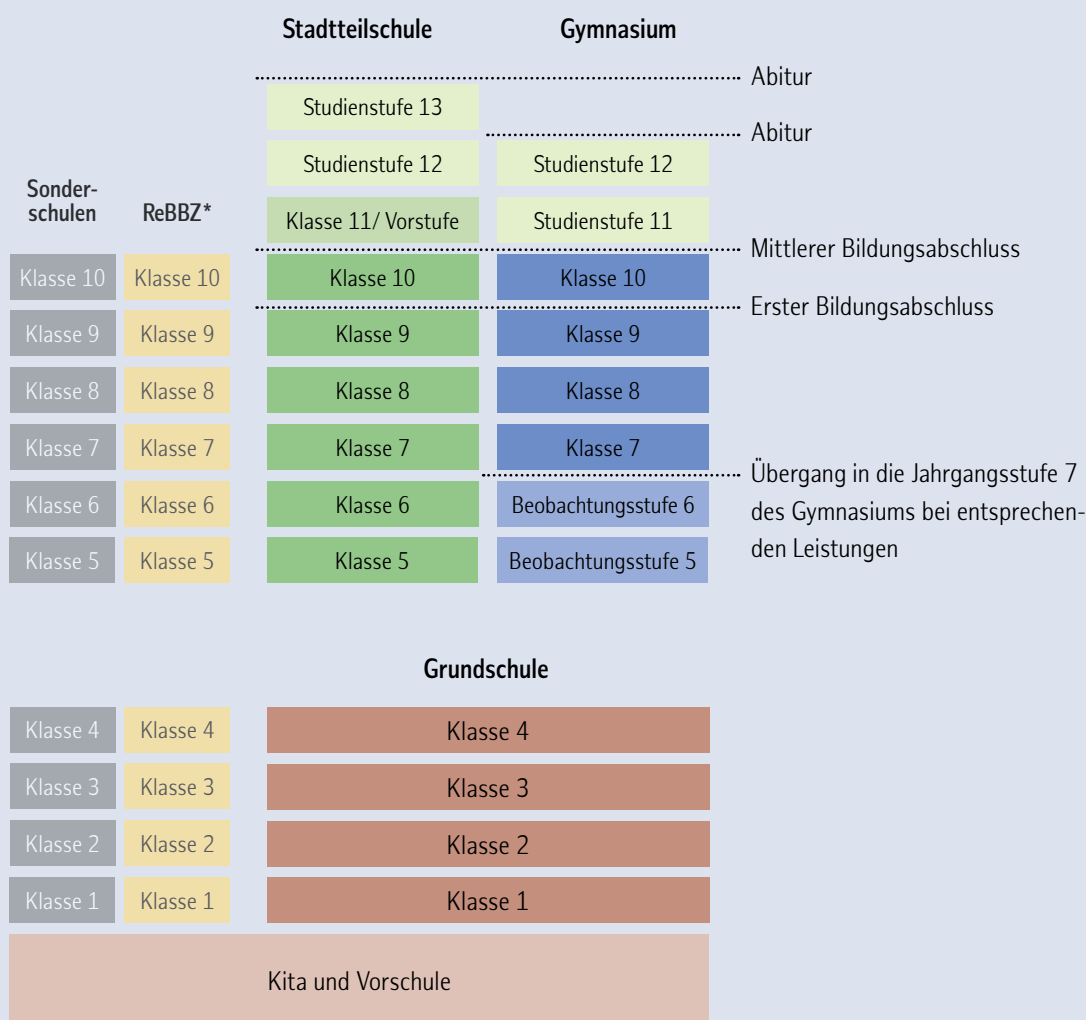 Stadtteilschule Gymnasium
Abitur
Studienstufe 13
Abitur
Studienstufe 12 Studienstufe 12
Sonder-
schulen ReBBZ* Klasse 11/ Vorstufe Studienstufe 11
Mittlerer Bildungsabschluss
Klasse 10 Klasse 10 Klasse 10 Klasse 10
Erster Bildungsabschluss
Klasse 9 Klasse 9 Klasse 9 Klasse 9
Klasse 8 Klasse 8 Klasse 8 Klasse 8
Klasse 7 Klasse 7 Klasse 7 Klasse 7
Übergang in die Jahrgangsstufe 7
des Gymnasiums bei entsprechen-
den Leistungen
Klasse 6 Klasse 6 Klasse 6 Beobachtungsstufe 6
Klasse 5 Klasse 5 Klasse 5 Beobachtungsstufe 5
Grundschule
Klasse 4 Klasse 4 Klasse 4
Klasse 3 Klasse 3 Klasse 3
Klasse 2 Klasse 2 Klasse 2
Klasse 1 Klasse 1 Klasse 1
Kita und Vorschule